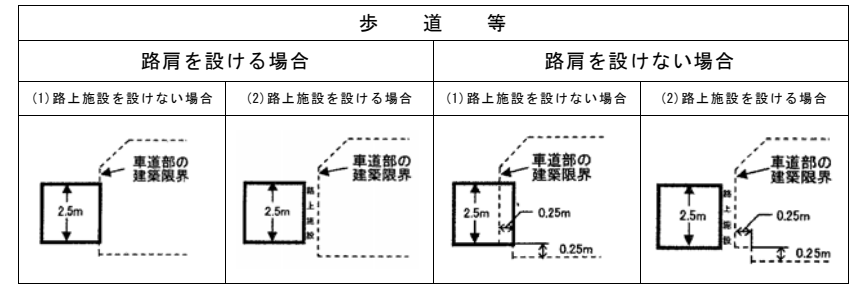 歩道等
路肩を設ける場合
路肩を設けない場合
(1)路上施設を設けない場合
(2)路上施設を設ける場合
(1)路上施設を設けない場合
(2)路上施設を設ける場合
車道部の
建築限界
2.5m
車道部の
建築限界
2.5m
路上施設
車道部の
建築限界
2.5m
0.25m
0.25m
車道部の
建築限界
2.5m
路上施設
0.25m
0.25m